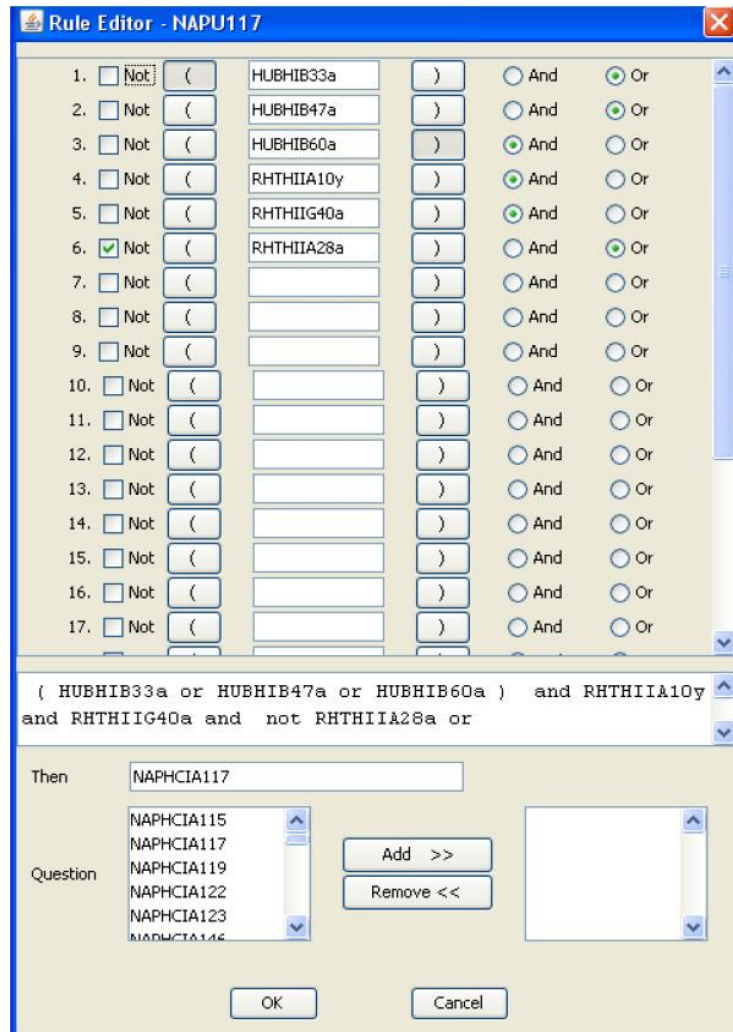 Rule Editor - NAPU117
1. Not ( HUBHIB33a ) And Or
2. Not ( HUBHIB47a ) And Or
3. Not ( HUBHIB60a ) And Or
4. Not ( RHTHIIA10y ) And Or
5. Not ( RHTHIIG40a ) And Or
6. Not ( RHTHIIA28a ) And Or
7. Not ( ) And Or
8. Not ( ) And Or
9. Not ( ) And Or
10. Not ( ) And Or
11. Not ( ) And Or
12. Not ( ) And Or
13. Not ( ) And Or
14. Not ( ) And Or
15. Not ( ) And Or
16. Not ( ) And Or
17. Not ( ) And Or
( HUBHIB33a or HUBHIB47a or HUBHIB60a ) and RHTHIIA10y
and RHTHIIG40a and not RHTHIIA28a or
Then NAPHCIA117
Question
NAPHCIA115
NAPHCIA117
NAPHCIA119
NAPHCIA122
NAPHCIA123
NAPHCIA146
Add >>
Remove <<
OK Cancel